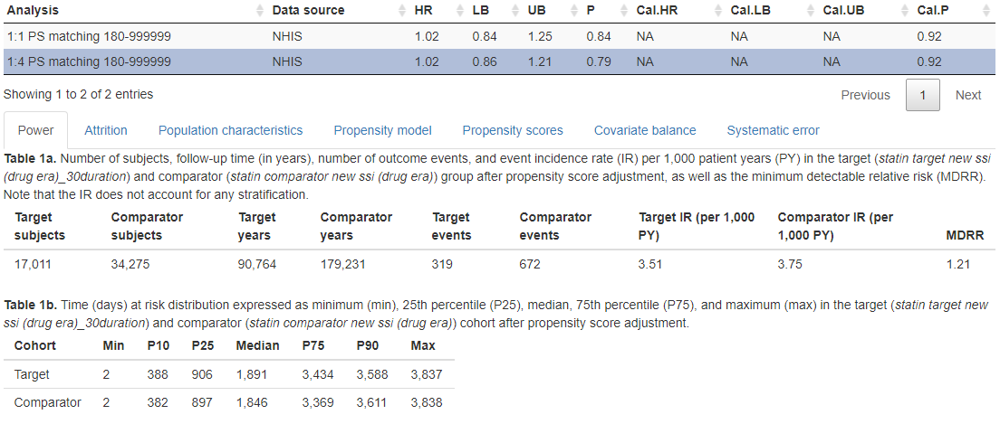 Analysis Data source HR LB UB P Cal.HR Cal.LB Cal.UB Cal.P
1:1 PS matching 180-999999 NHIS 1.02 0.84 1.25 0.84 NA NA NA 0.92
1:4 PS matching 180-999999 NHIS 1.02 0.86 1.21 0.79 NA NA NA 0.92
Showing 1 to 2 of 2 entries Previous 1 Next
Power Attrition Population characteristics Propensity model Propensity scores Covariate balance Systematic error
Table 1a. Number of subjects, follow-up time (in years), number of outcome events, and event incidence rate (IR) per 1,000 patient years (PY) in the target (statin target new ssi
(drug era)_30duration) and comparator (statin comparator new ssi (drug era)) group after propensity score adjustment, as well as the minimum detectable relative risk (MDRR).
Note that the IR does not account for any stratification.
Target Comparator Target Comparator Target Comparator Target IR (per 1,000 Comparator IR (per
subjects subjects years years events events PY) 1,000 PY) MDRR
17,011 34,275 90,764 179,231 319 672 3.51 3.75 1.21
Table 1b. Time (days) at risk distribution expressed as minimum (min), 25th percentile (P25), median, 75th percentile (P75), and maximum (max) in the target (statin target new
ssi (drug era)_30duration) and comparator (statin comparator new ssi (drug era)) cohort after propensity score adjustment.
Cohort Min P10 P25 Median P75 P90 Max
Target 2 388 906 1,891 3,434 3,588 3,837
Comparator 2 382 897 1,846 3,369 3,611 3,838